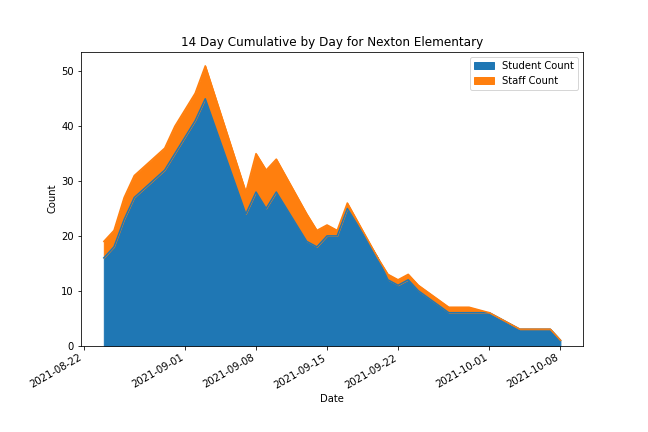 14 Day Cumulative by Day for Nexton Elementary
Student Count
Staff Count
Count
50
40
30
20
10
0
2021-08-22
2021-09-01
2021-09-08
2021-09-15
2021-09-22
2021-10-01
2021-10-08
Date